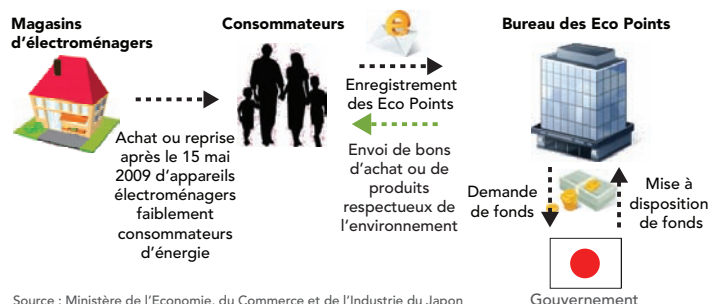 Magasins
d'électroménagers
Consommateurs
Bureau des Eco Points
Achat ou reprise
après le 15 mai
2009 d'appareils
électroménagers
faiblement
consommateurs
d'énergie
Enregistrement
des Eco Points
Envoi de bons
d'achat ou de
produits
respectueux de
l'environnement
Demande
de fonds
Mise à
disposition
de fonds
Gouvernement
Source : Ministère de l'Economie, du Commerce et de l'Industrie du Japon